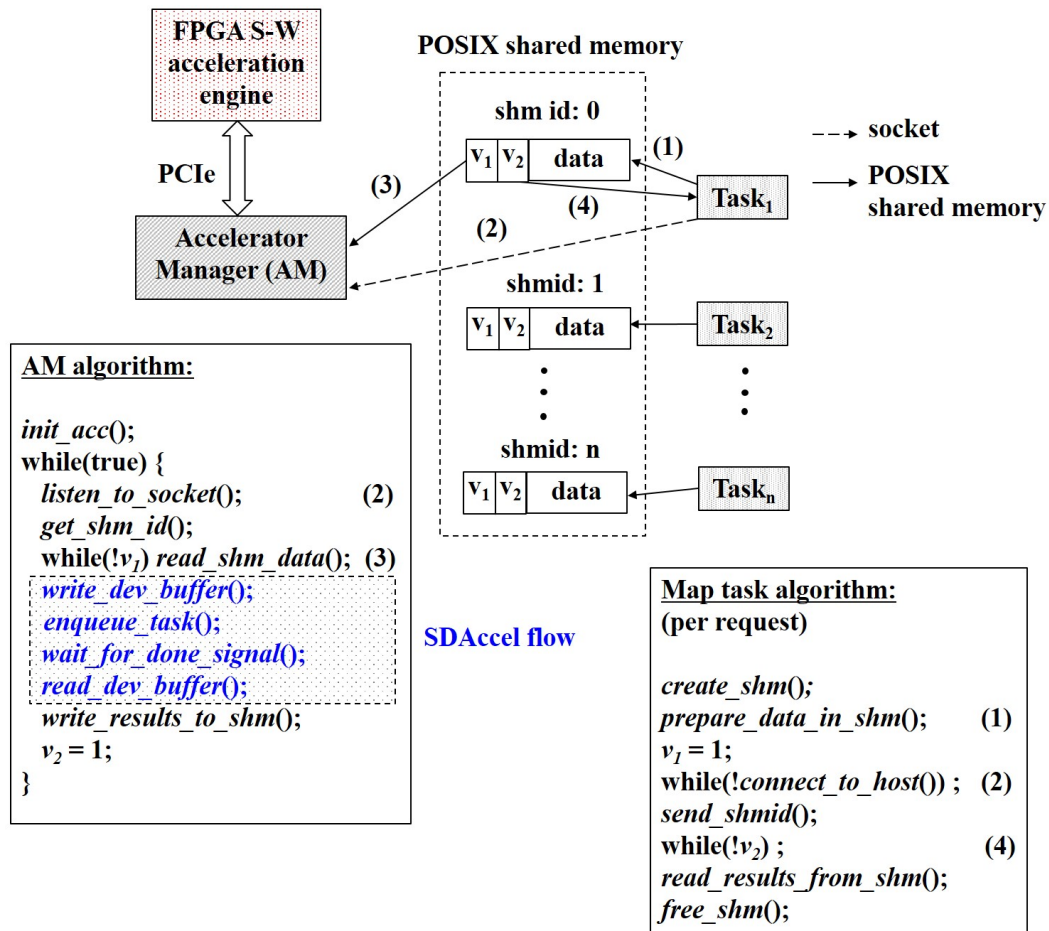 FPGA S-W
acceleration
engine
PCIe
Accelerator
Manager (AM)
POSIX shared memory
shm id: 0
v₁ v₂ data
(1)
(3)
(4)
(2)
Task₁
socket
POSIX
shared memory
shmid: 1
v₁ v₂ data
Task₂
shmid: n
v₁ v₂ data
Taskₙ
AM algorithm:
init_acc();
while(true) {
listen_to_socket(); (2)
get_shm_id();
while(!v₁) read_shm_data(); (3)
write_dev_buffer();
enqueue_task();
wait_for_done_signal();
read_dev_buffer();
write_results_to_shm();
v₂ = 1;
}
SDAccel flow
Map task algorithm:
(per request)
create_shm();
prepare_data_in_shm(); (1)
v₁ = 1;
while(!connect_to_host()) ; (2)
send_shmid();
while(!v₂) ; (4)
read_results_from_shm();
free_shm();